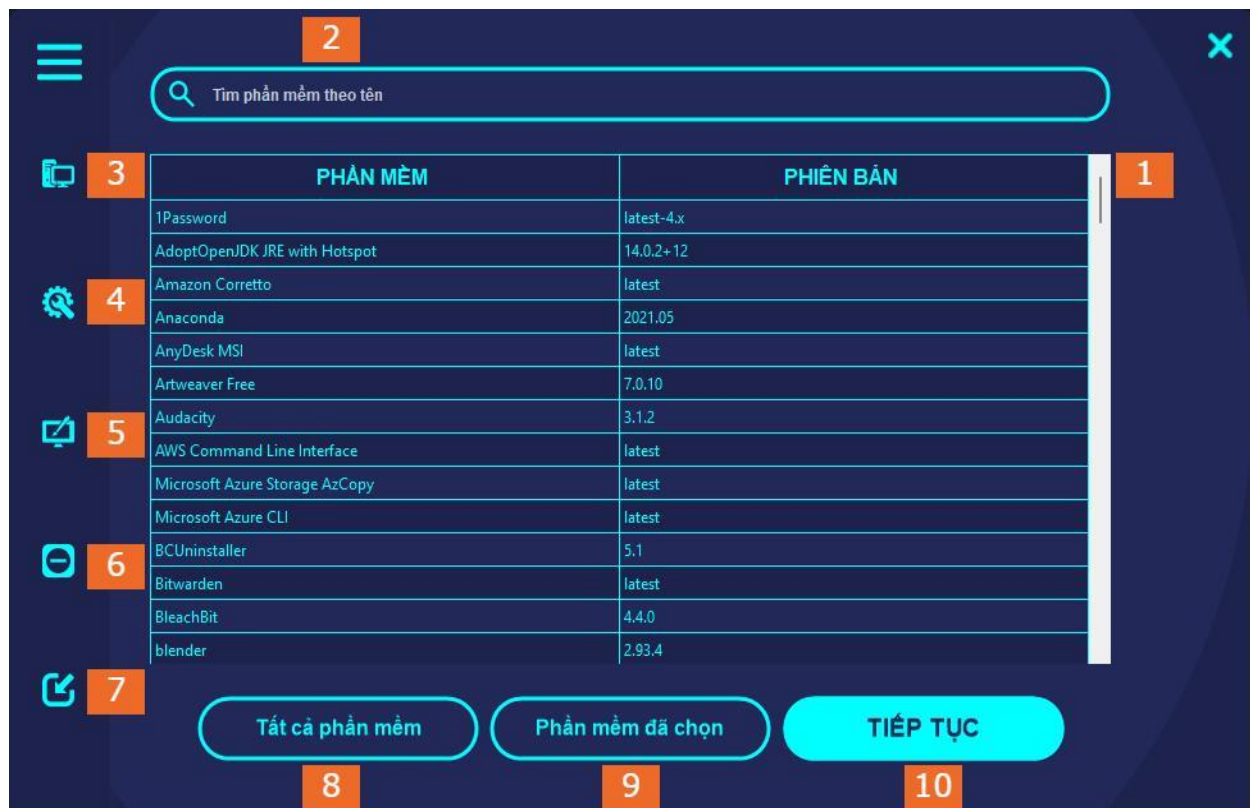 2
Tìm phần mềm theo tên
3
PHẦN MỀM PHIÊN BẢN
1
1Password latest-4.x
AdoptOpenJDK JRE with Hotspot 14.0.2+12
Amazon Corretto latest
4
Anaconda 2021.05
AnyDesk MSI latest
Artweaver Free 7.0.10
Audacity 3.1.2
5
AWS Command Line Interface latest
Microsoft Azure Storage AzCopy latest
Microsoft Azure CLI latest
BCUninstaller 5.1
6
Bitwarden latest
BleachBit 4.4.0
blender 2.93.4
7
Tất cả phần mềm Phần mềm đã chọn TIẾP TỤC
8 9 10